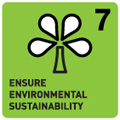 7
ENSURE
ENVIRONMENTAL
SUSTAINABILITY